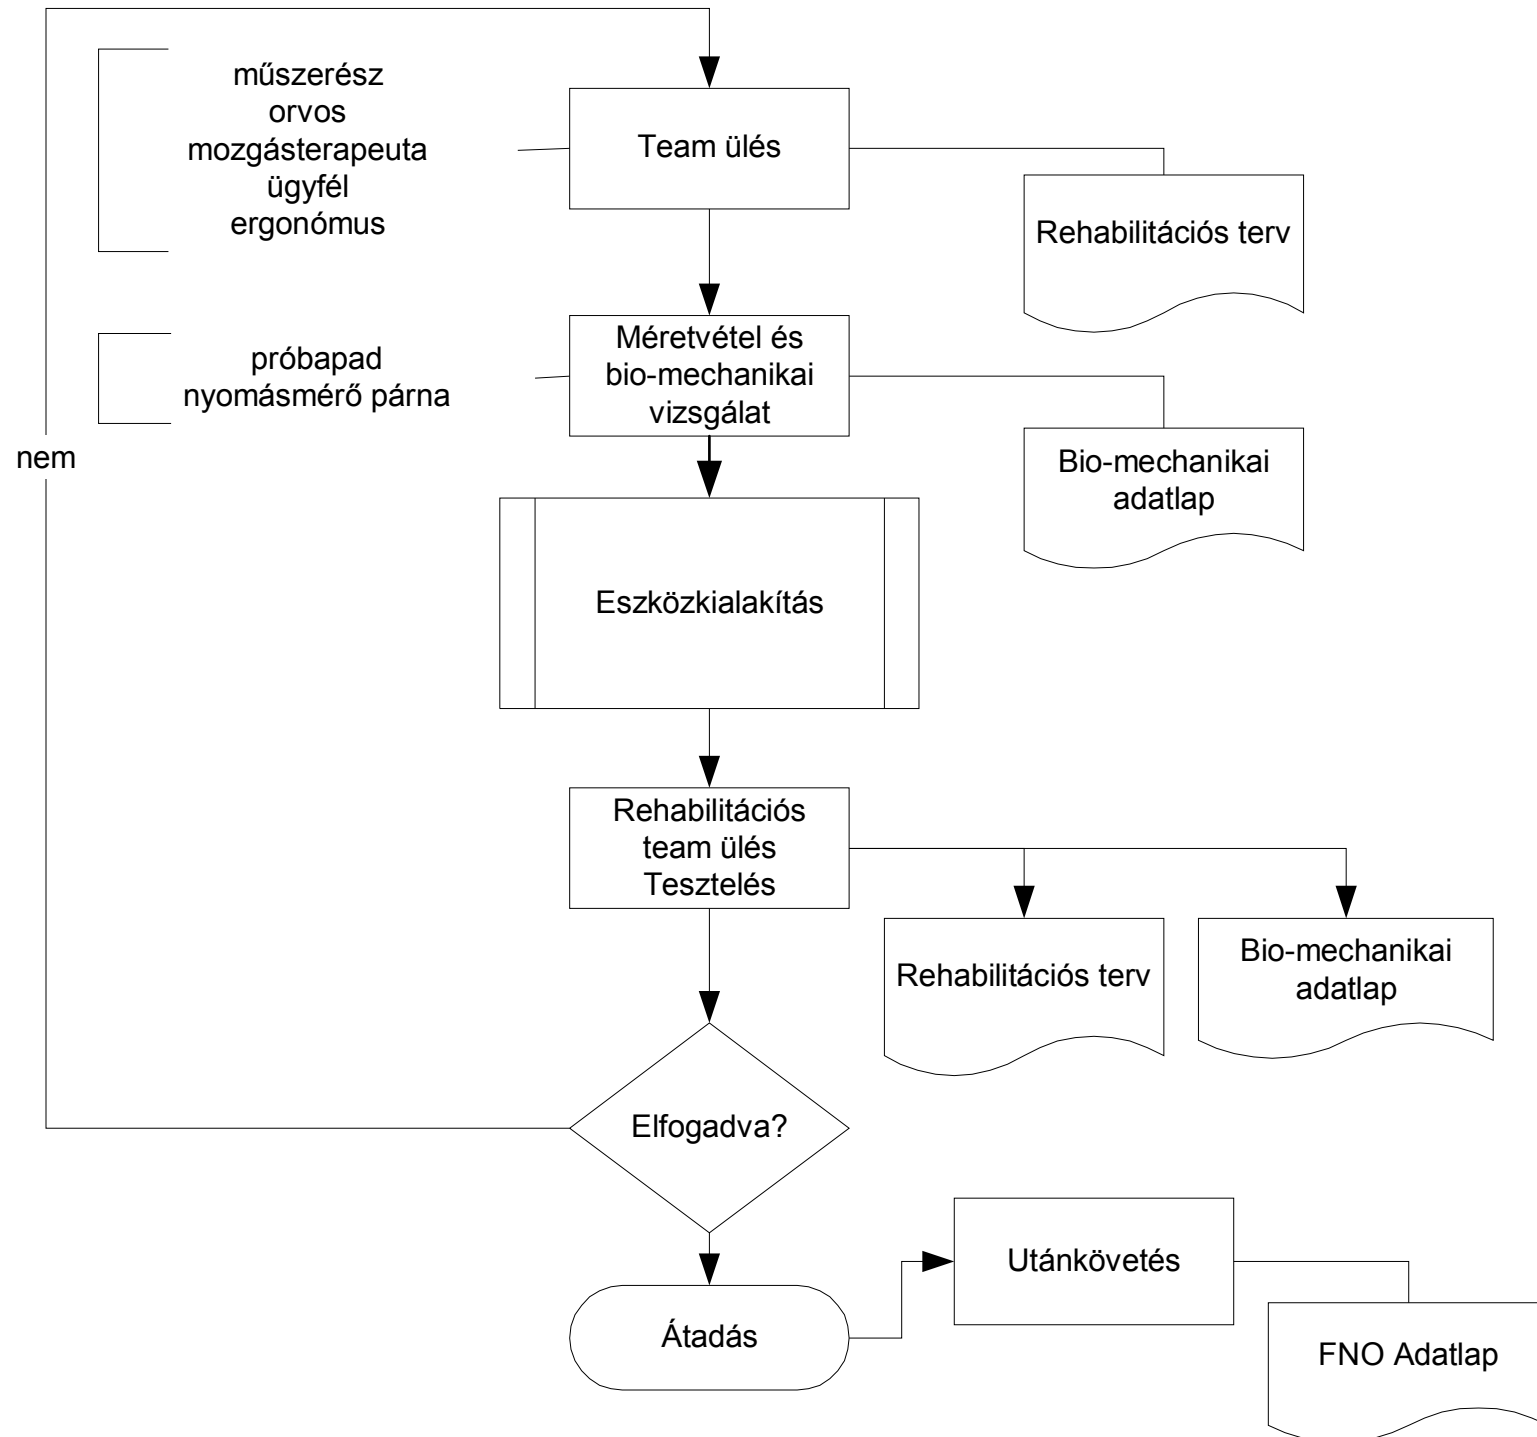 műszerész
orvos
mozgásterapeuta
ügyfél
ergonómus
Team ülés
Rehabilitációs terv
próbapad
nyomásmérő párna
Méretvétel és
bio-mechanikai
vizsgálat
nem
Bio-mechanikai
adatlap
Eszközkialakítás
Rehabilitációs
team ülés
Tesztelés
Rehabilitációs terv
Bio-mechanikai
adatlap
Elfogadva?
Utánkövetés
Átadás
FNO Adatlap